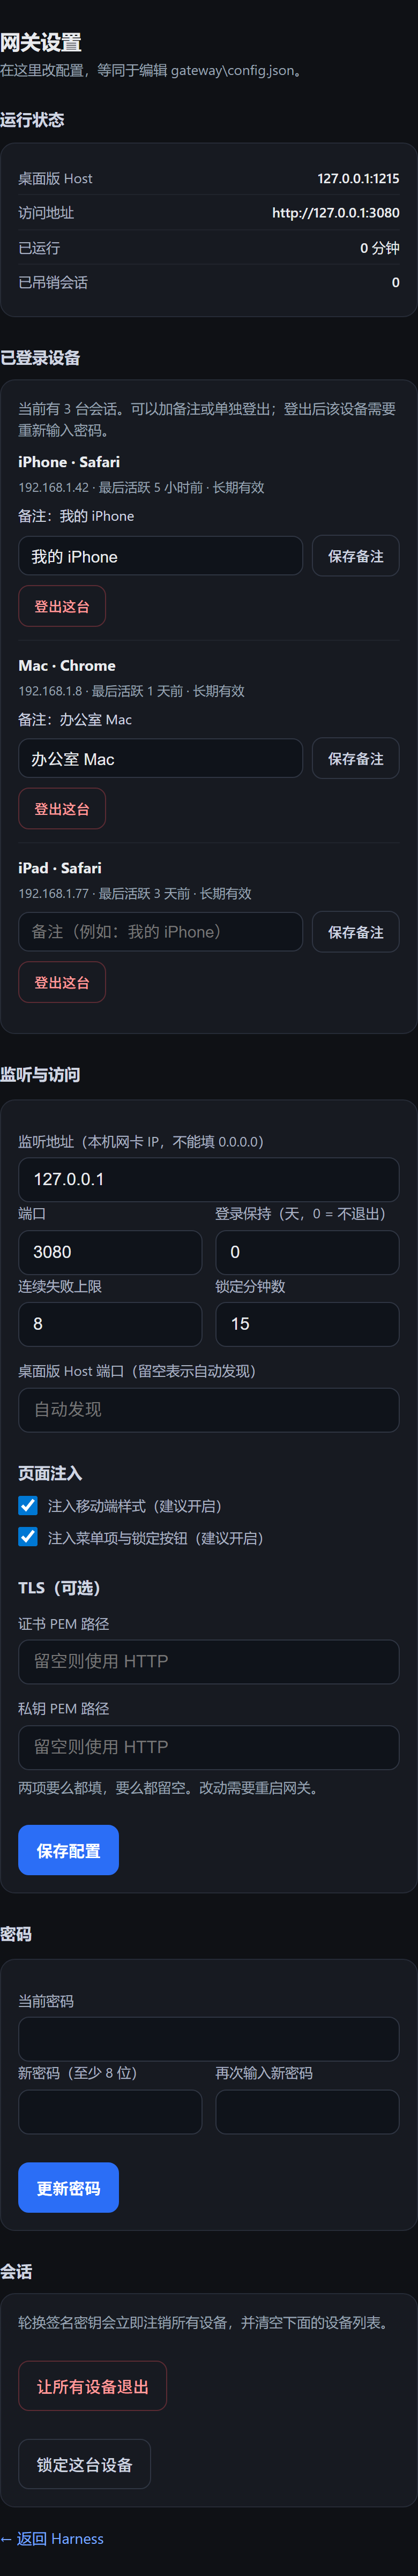 网关设置
在这里改配置，等同于编辑 gateway\config.json。
运行状态
桌面版 Host 127.0.0.1:1215
访问地址 http://127.0.0.1:3080
已运行 0 分钟
已吊销会话 0
已登录设备
当前有 3 台会话。可以加备注或单独登出；登出后该设备需要
重新输入密码。
iPhone · Safari
192.168.1.42 · 最后活跃 5 小时前 · 长期有效
备注：我的 iPhone
我的 iPhone 保存备注
登出这台
Mac · Chrome
192.168.1.8 · 最后活跃 1 天前 · 长期有效
备注：办公室 Mac
办公室 Mac 保存备注
登出这台
iPad · Safari
192.168.1.77 · 最后活跃 3 天前 · 长期有效
备注（例如：我的 iPhone） 保存备注
登出这台
监听与访问
监听地址（本机网卡 IP，不能填 0.0.0.0）
127.0.0.1
端口 登录保持（天，0 = 不退出）
3080 0
连续失败上限 锁定分钟数
8 15
桌面版 Host 端口（留空表示自动发现）
自动发现
页面注入
注入移动端样式（建议开启）
注入菜单项与锁定按钮（建议开启）
TLS（可选）
证书 PEM 路径
留空则使用 HTTP
私钥 PEM 路径
留空则使用 HTTP
两项要么都填，要么都留空。改动需要重启网关。
保存配置
密码
当前密码
新密码（至少 8 位） 再次输入新密码
更新密码
会话
轮换签名密钥会立即注销所有设备，并清空下面的设备列表。
让所有设备退出
锁定这台设备
← 返回 Harness